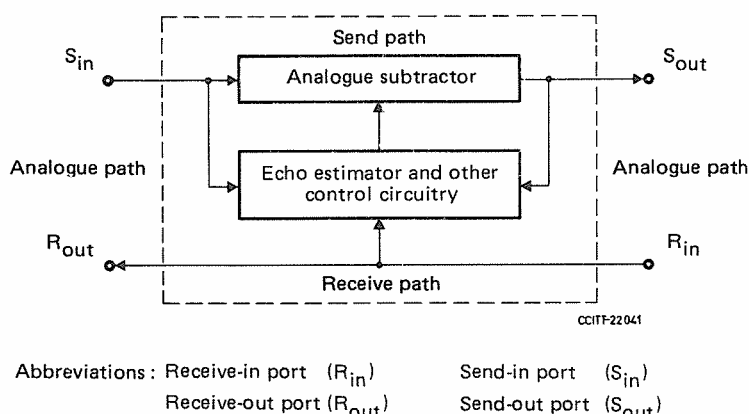 Send path
S_in
S_out
Analogue subtractor
Analogue path
Echo estimator and other
control circuitry
Analogue path
R_out
R_in
Receive path
CCITT-22041
Abbreviations : Receive-in port (R_in) Send-in port (S_in)
Receive-out port (R_out) Send-out port (S_out)